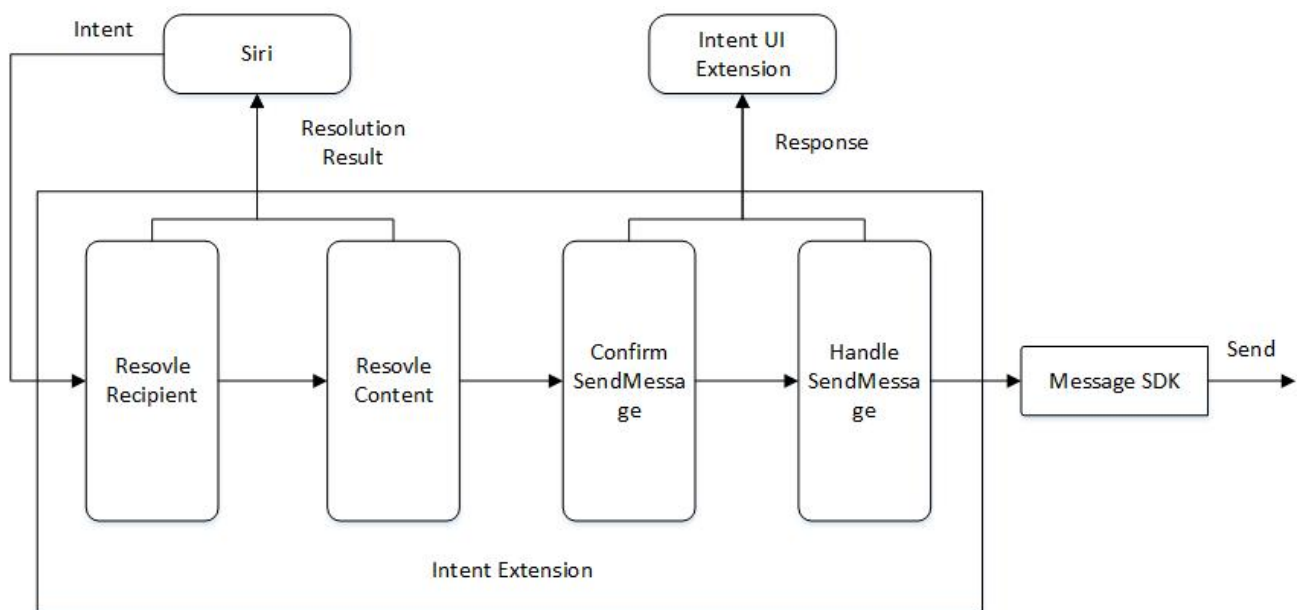 Intent
Siri
Intent UI
Extension
Resolution
Result
Response
Resovle
Recipient
Resovle
Content
Confirm
SendMessa
ge
Handle
SendMessa
ge
Message SDK
Send
Intent Extension